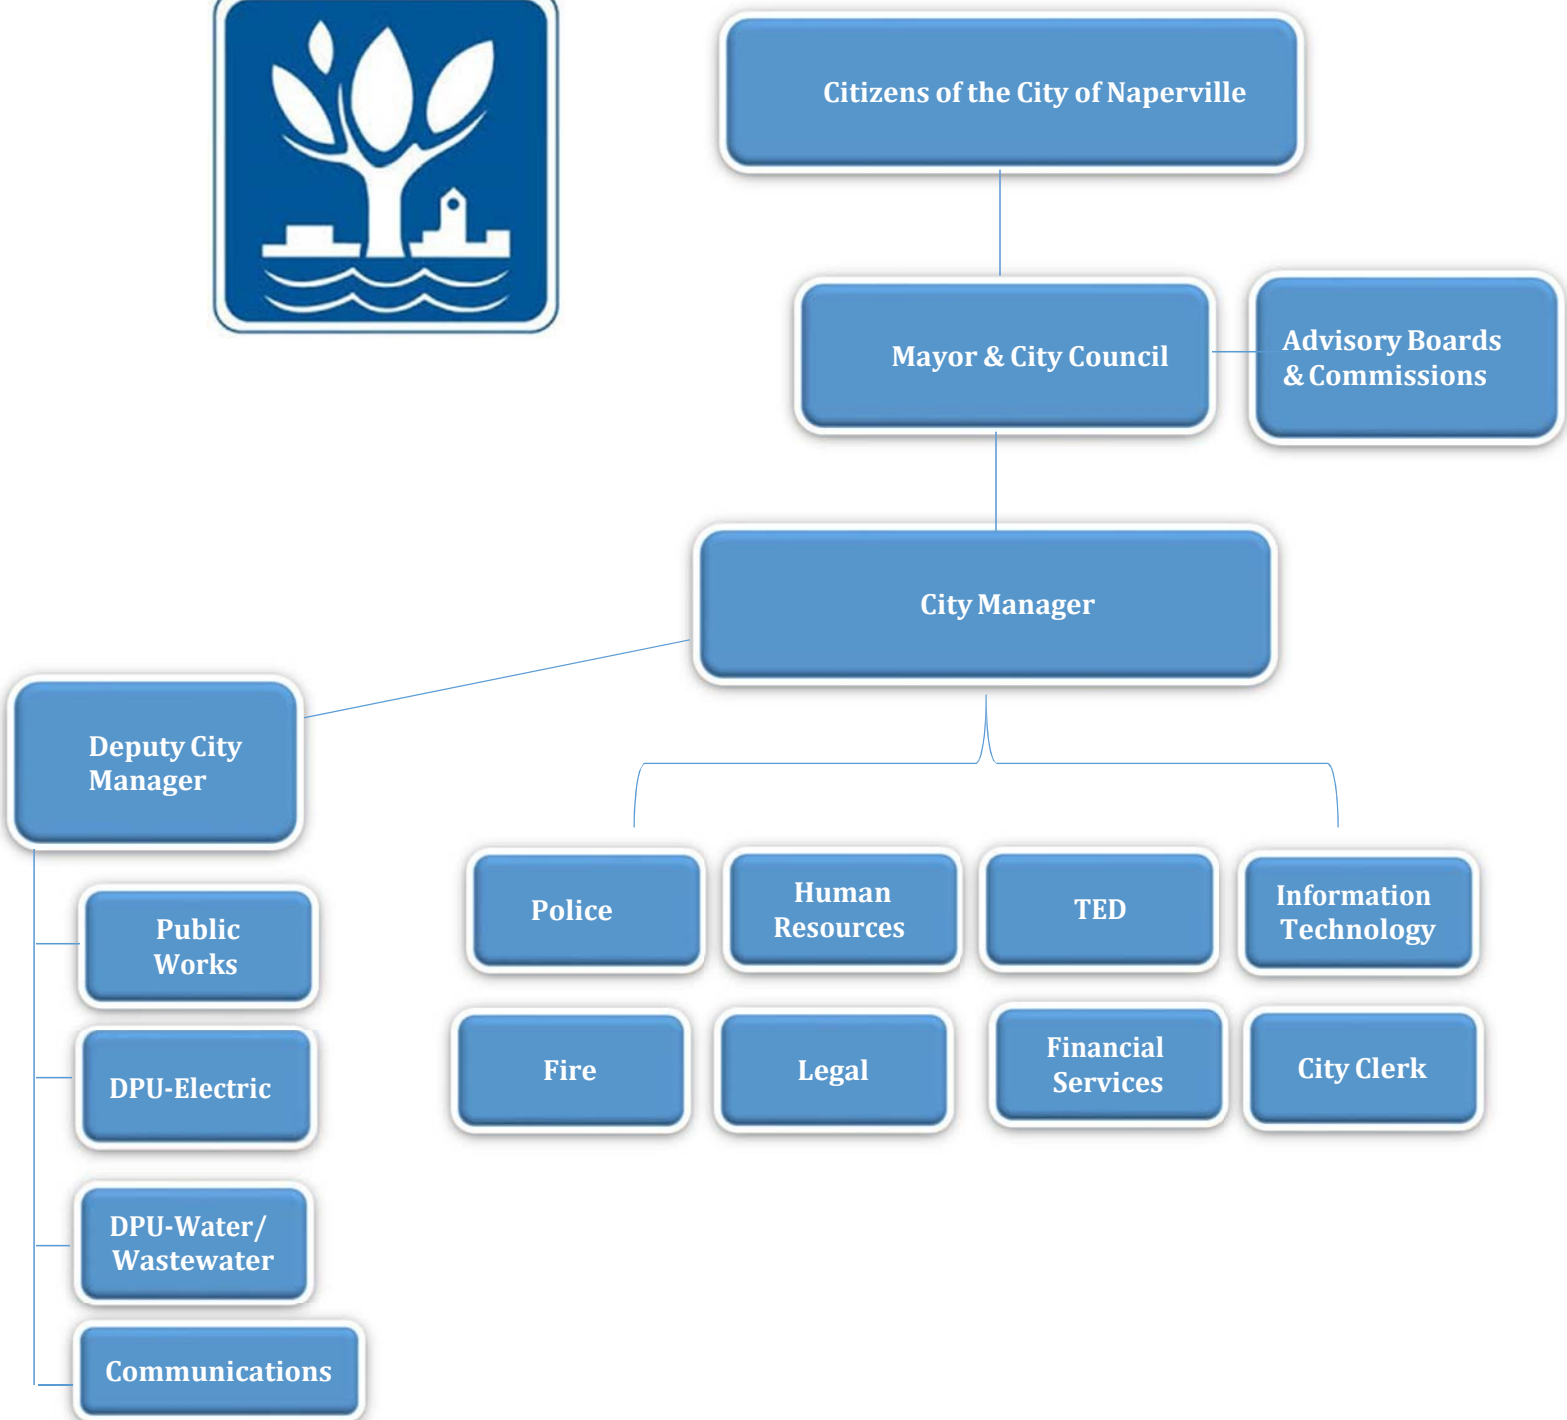 Citizens of the City of Naperville
Mayor & City Council
Advisory Boards
& Commissions
City Manager
Deputy City
Manager
Public
Works
DPU-Electric
DPU-Water/
Wastewater
Communications
Police
Human
Resources
TED
Information
Technology
Fire
Legal
Financial
Services
City Clerk